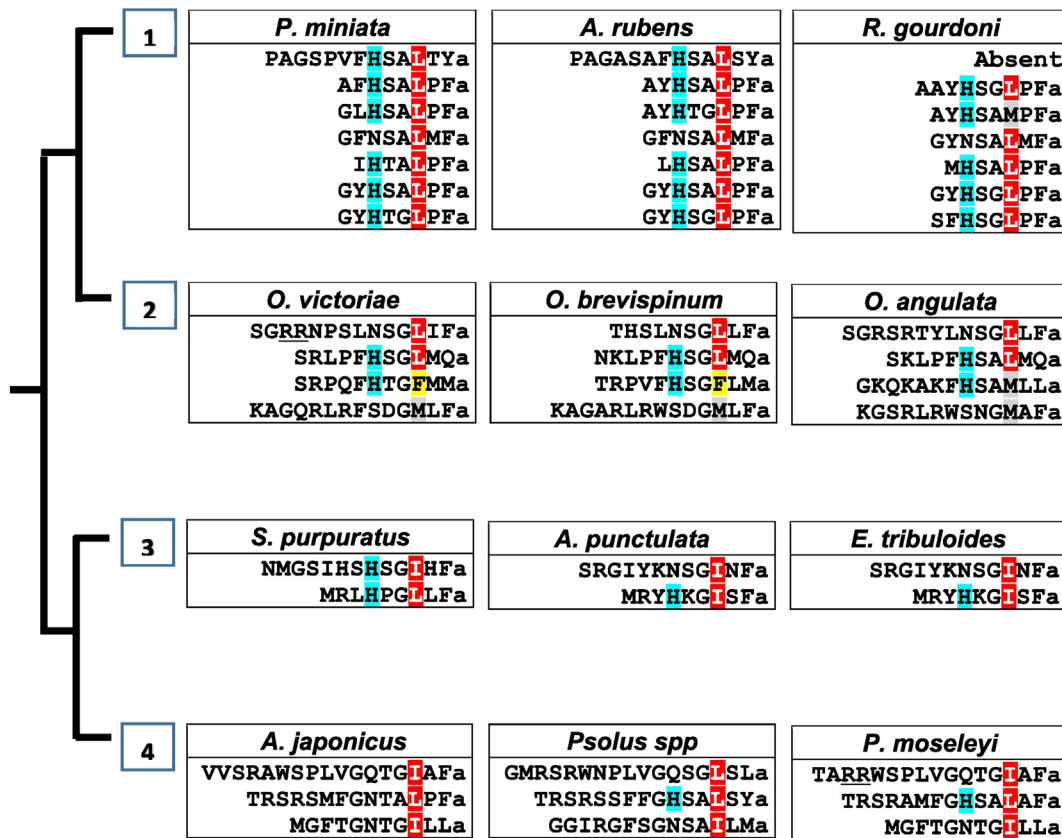 1
P. miniata
PAGSPVFHSALTYa
AFHSALPFa
GLHSALPFa
GFNSALMFa
IHTALPFa
GYHSALPFa
GYHTGLPFa
A. rubens
PAGASAFHSALSYa
AYHSALPFa
AYHTGLPFa
GFNSALMFa
LHSALPFa
GYHSALPFa
GYHSGLPFa
R. gourdoni
Absent
AAYHSGLPFa
AYHSAMPFa
GYNSALMFa
MHSALPFa
GYHSGLPFa
SFHSGLPFa
2
O. victoriae
SGRRNPSLNSGLIFa
SRLPFHSGLMQa
SRPQFHTGFMMa
KAGQRLRFSDGMLFa
O. brevispinum
THSLNSGLLFa
NKLPFHSGLMQa
TRPVFHSGFLMa
KAGARLRWSDGMLFa
O. angulata
SGRSRTYLNSGLLFa
SKLPFHSALMQa
GKQKAKFHSAMLLa
KGSRLRWSNGMAFa
3
S. purpuratus
NMGSIHSHSGIHFa
MRLHPGLLFa
A. punctulata
SRGIYKNSGINFa
MRYHKGISFa
E. tribuloides
SRGIYKNSGINFa
MRYHKGISFa
4
A. japonicus
VVSRAWSPLVGQTGIAFa
TRSRSMFGNTALPFa
MGFTGNTGILLa
Psolus spp
GMRSRWNPLVGQSGLSLa
TRSRSSFFGHSALSYa
GGIRGFSGNSAILMa
P. moseleyi
TARRWSPLVGQTGIAFa
TRSRAMFGHSALAFa
MGFTGNTGILLa